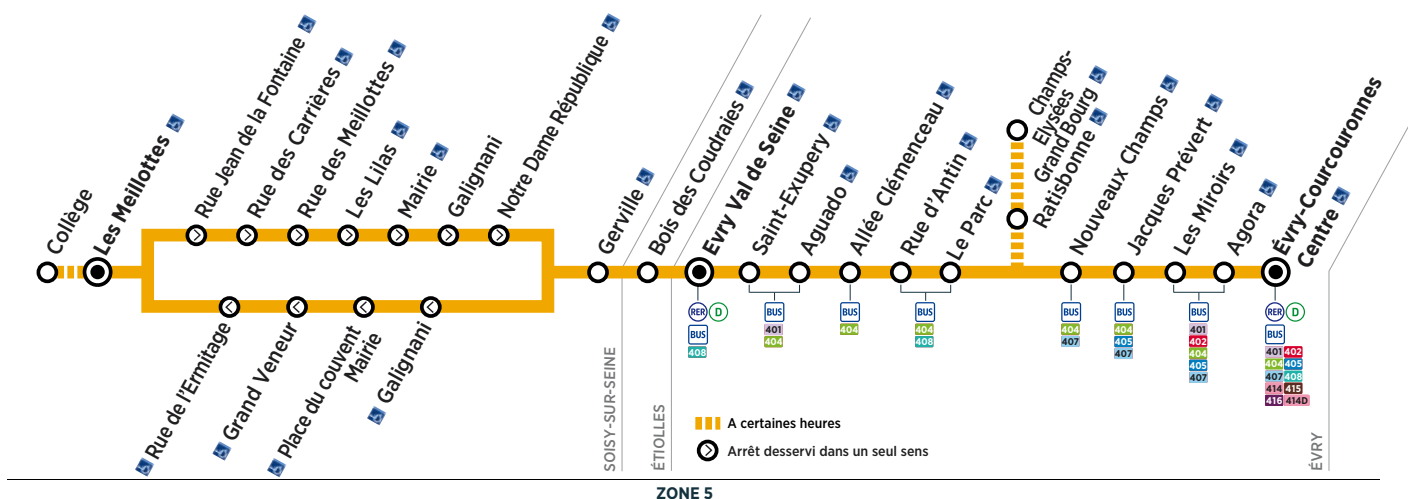 Collège
Les Meillottes
Rue Jean de la Fontaine
Rue des Carrières
Rue des Meillottes
Les Lilas
Mairie
Galignani
Notre Dame République
Rue de l'Ermitage
Grand Veneur
Place du couvent
Mairie
Galignani
Gerville
Bois des Coudraies
Evry Val de Seine
Saint-Exupery
Aguado
Allée Clémenceau
Rue d'Antin
Le Parc
Champs-
Elysées
Grand Bourg
Ratisbonne
Nouveaux Champs
Jacques Prévert
Les Miroirs
Agora
Évry-Courcouronnes
Centre
RER D
BUS
408
BUS
401
404
BUS
404
BUS
404
408
BUS
404
407
BUS
404
405
407
BUS
401
402
404
405
407
RER D
BUS
401 402
404 405
407 408
414 415
416 414D
SOISY-SUR-SEINE
ÉTIOLLES
ÉVRY
A certaines heures
Arrêt desservi dans un seul sens
ZONE 5